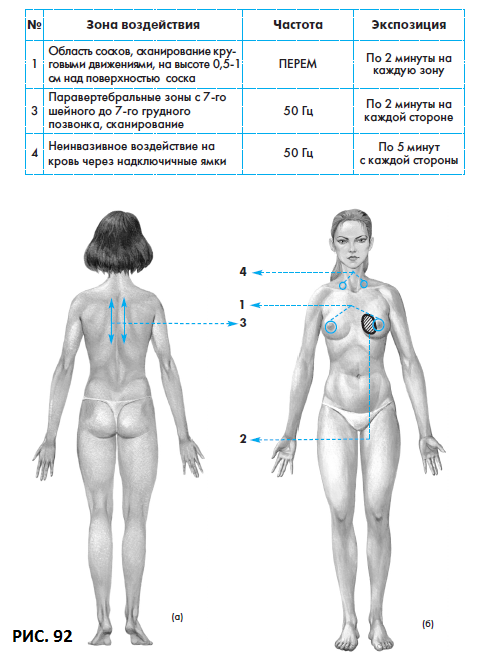 № Зона воздействия Частота Экспозиция
1 Область сосков, сканирование кру-
говыми движениями, на высоте 0,5-1
см над поверхностью соска
ПЕРЕМ
По 2 минуты на
каждую зону
3 Паравертебральные зоны с 7-го
шейного до 7-го грудного
позвонка, сканирование
50 Гц
По 2 минуты на
каждой стороне
4 Неинвазивное воздействие на
кровь через надключичные ямки
50 Гц
По 5 минут
с каждой стороны
4
1
3
2
(а)
(б)
РИС. 92